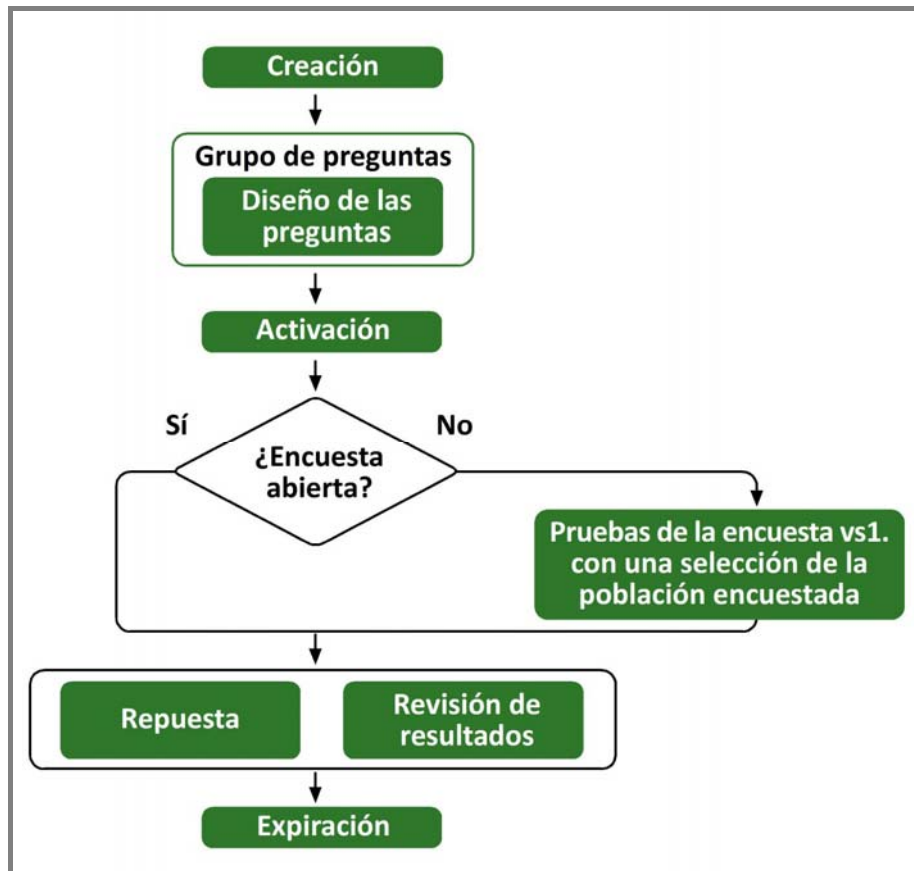 Creación
Grupo de preguntas
Diseño de las
preguntas
Activación
Sí
No
¿Encuesta
abierta?
Pruebas de la encuesta vs1.
con una selección de la
población encuestada
Repuesta
Revisión de
resultados
Expiración